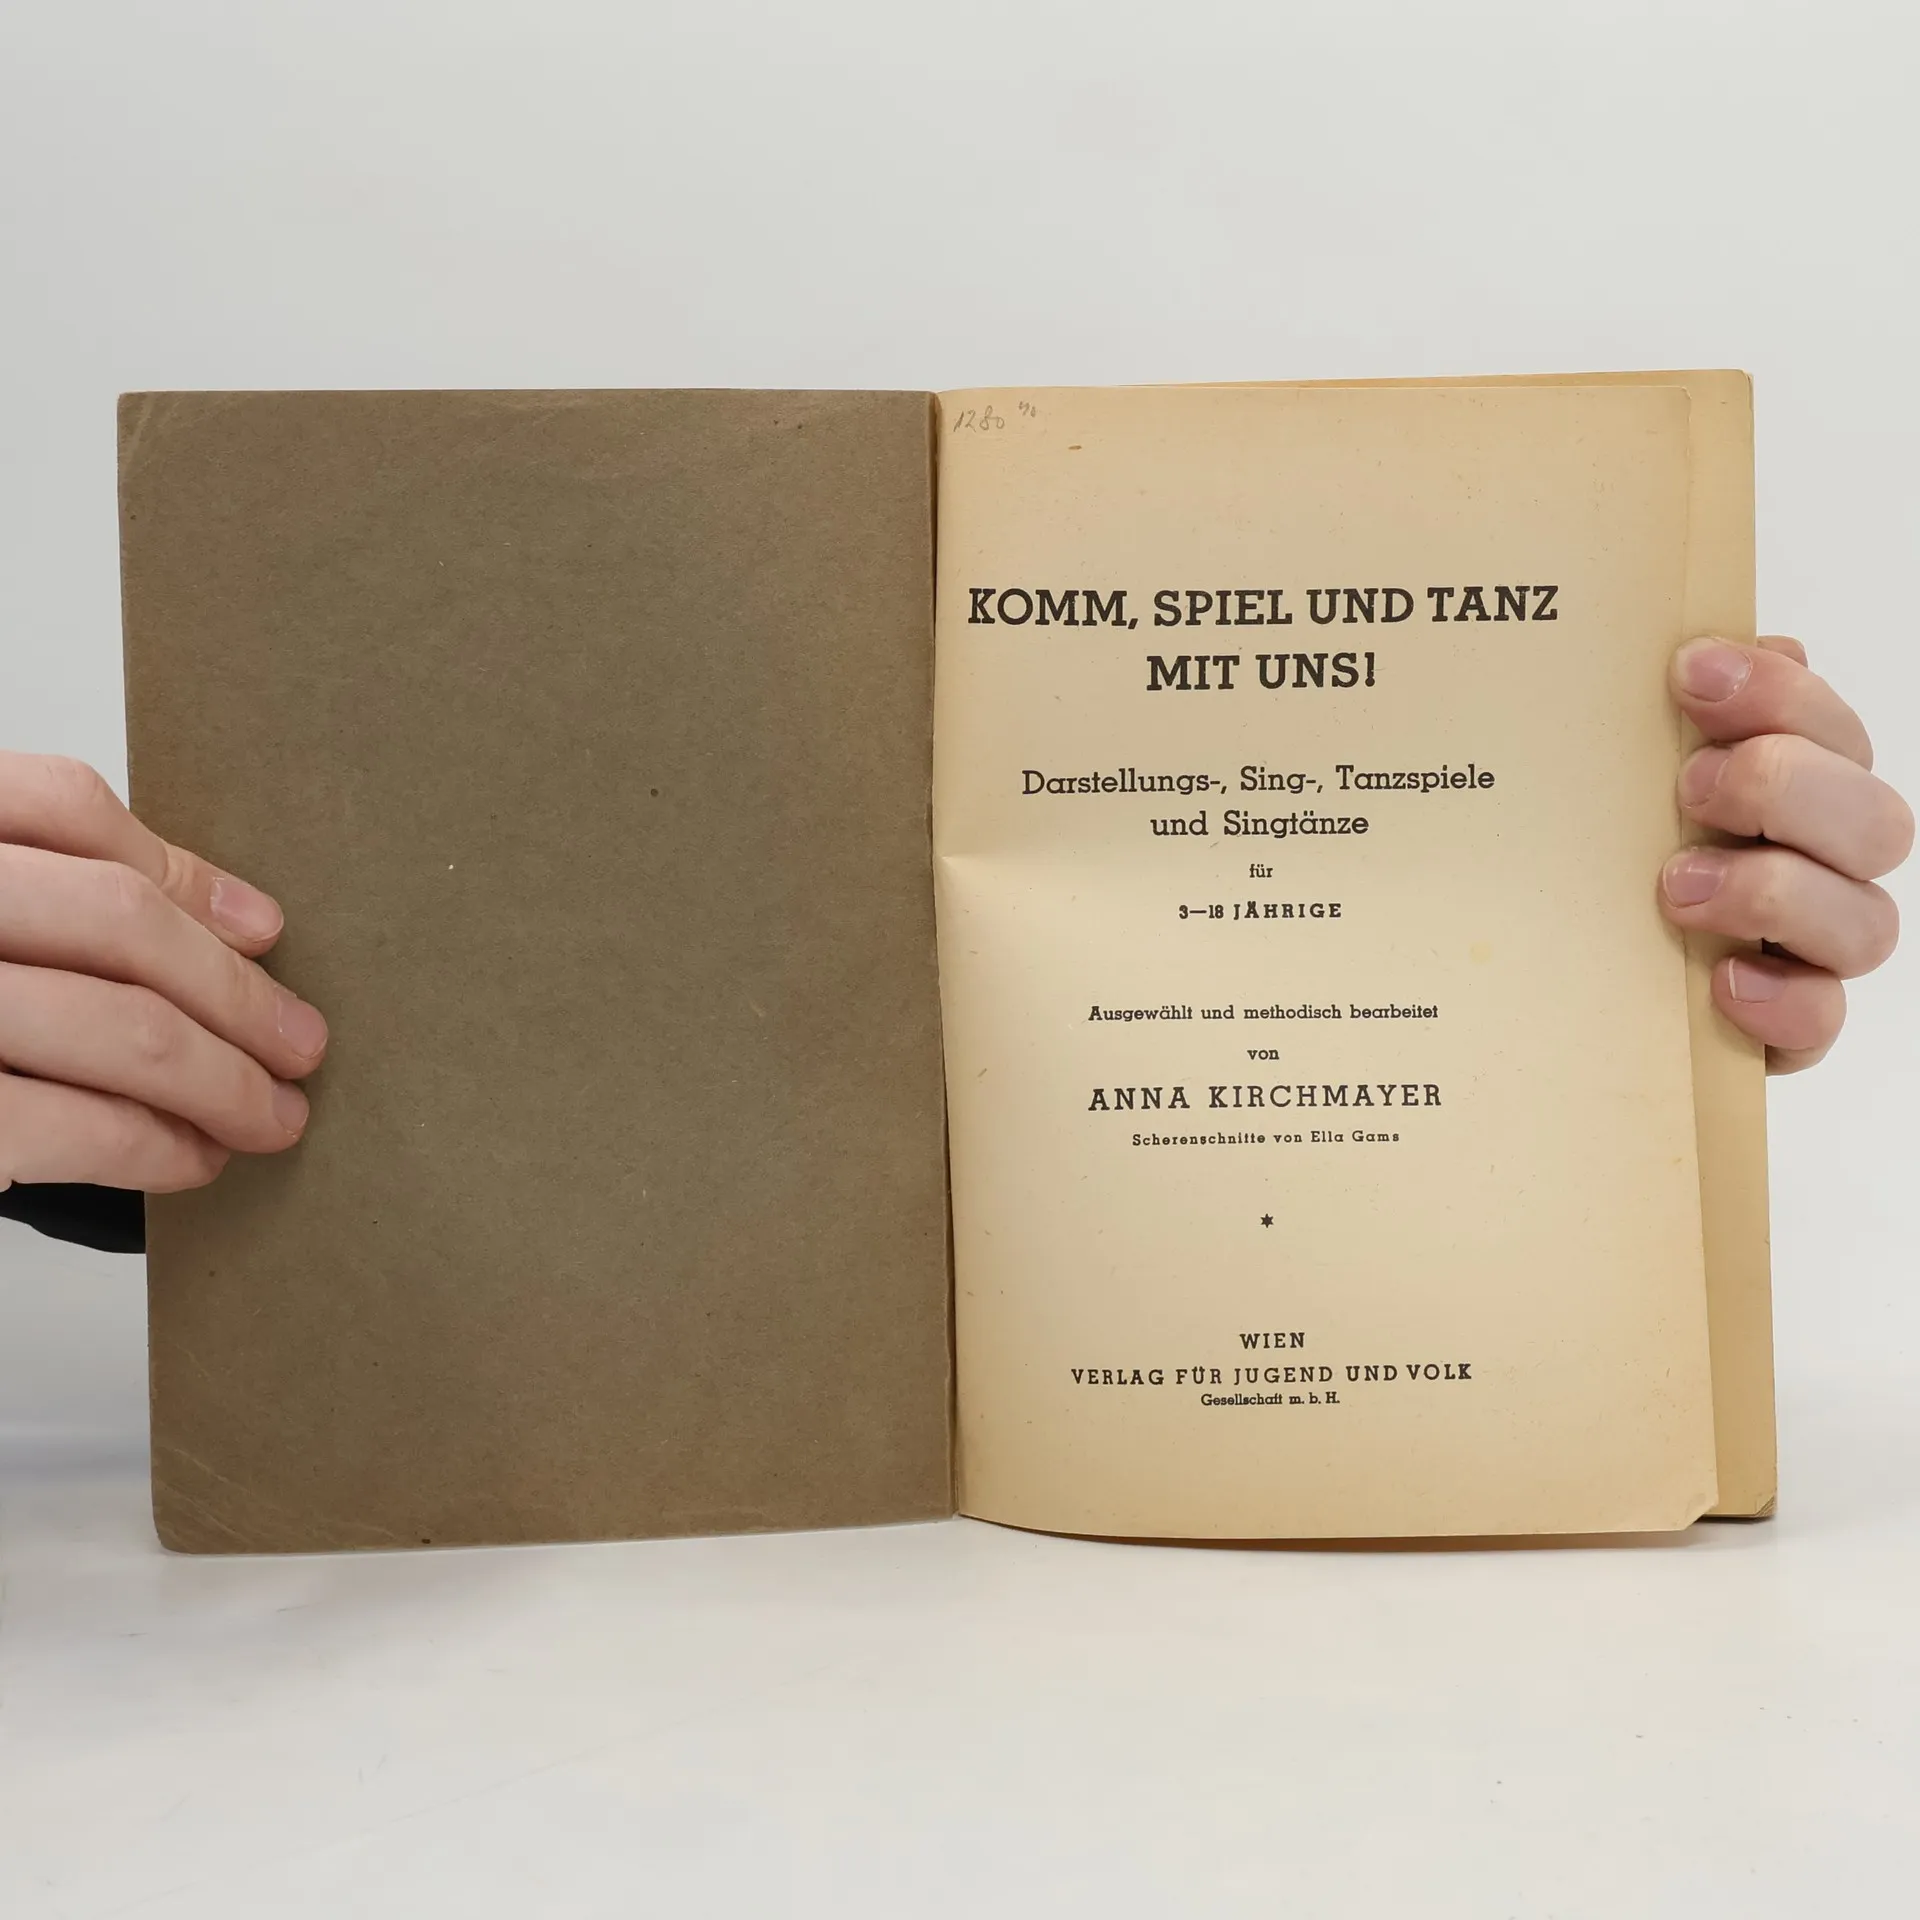 1280
KOMM, SPIEL UND TANZ
MIT UNS!
Darstellungs-, Sing-, Tanzspiele
und Singtänze
für
3—18 JÄHRIGE
Ausgewählt und methodisch bearbeitet
von
ANNA KIRCHMAYER
Scherenschnitte von Ella Gams
*
WIEN
VERLAG FÜR JUGEND UND VOLK
Gesellschaft m. b. H.